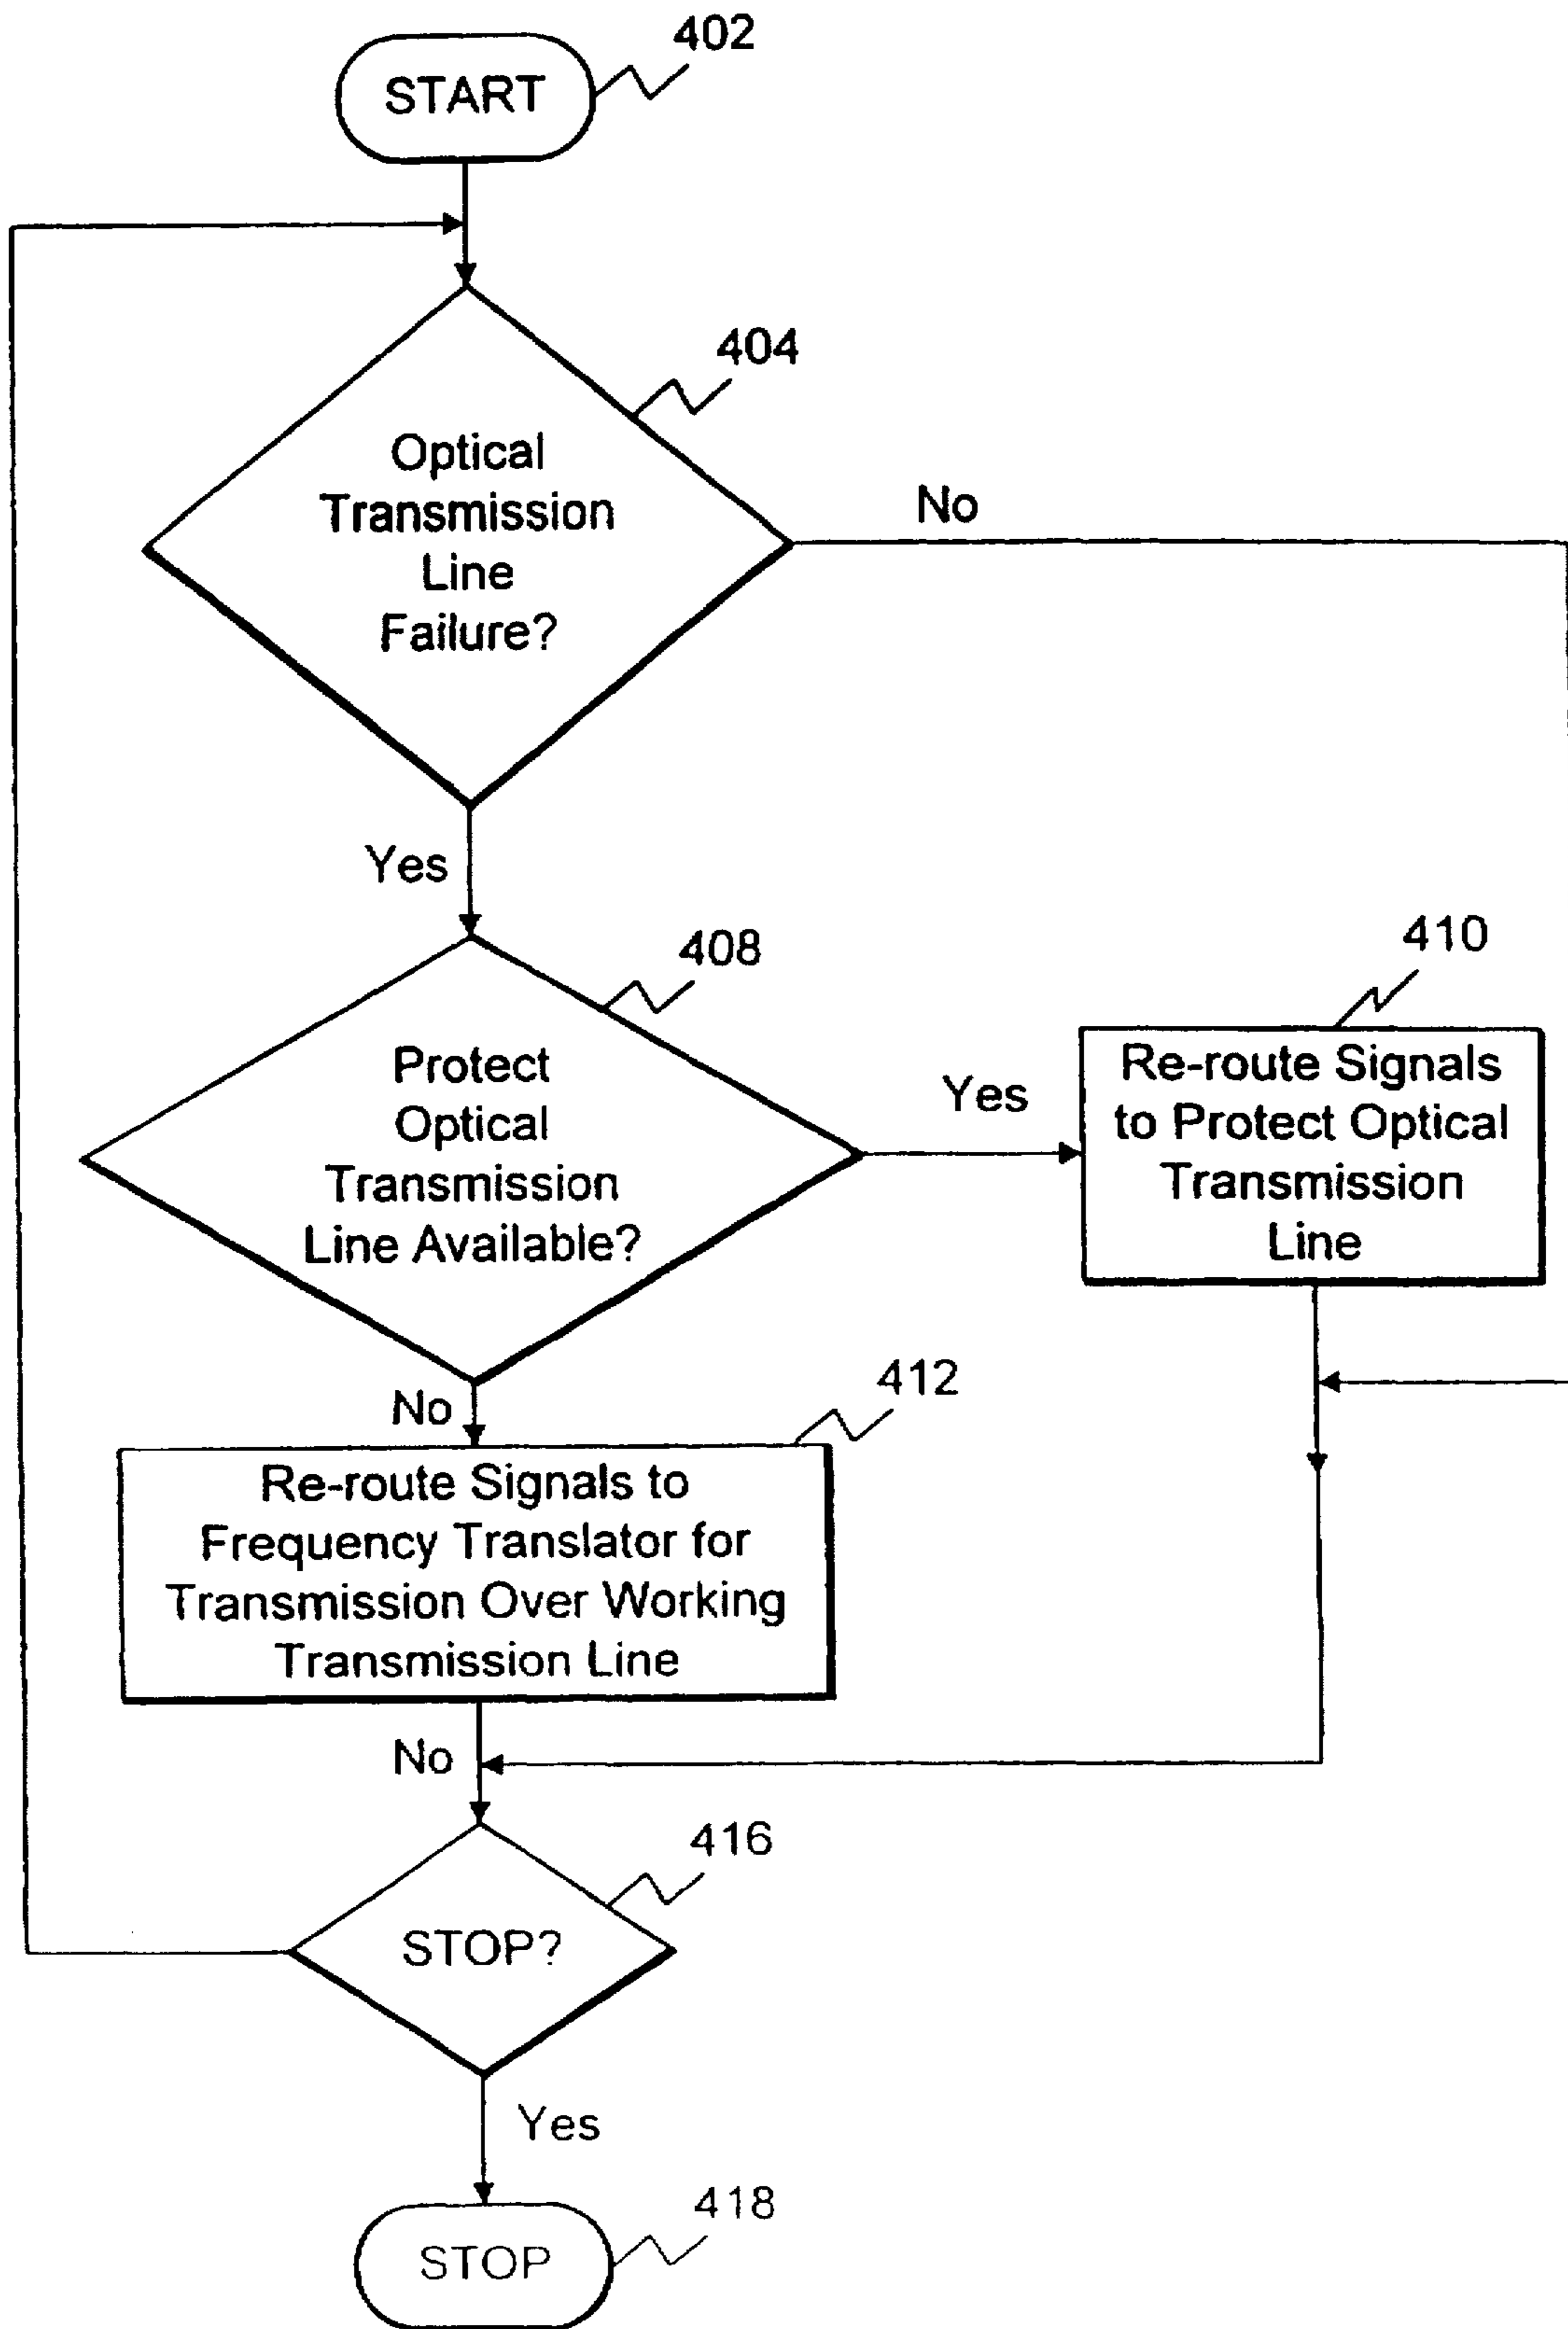 402
START
404
Optical
Transmission
Line
Failure?
No
Yes
408
410
Protect
Optical
Transmission
Line Available?
Yes
Re-route Signals
to Protect Optical
Transmission
Line
No
412
Re-route Signals to
Frequency Translator for
Transmission Over Working
Transmission Line
No
416
STOP?
Yes
418
STOP